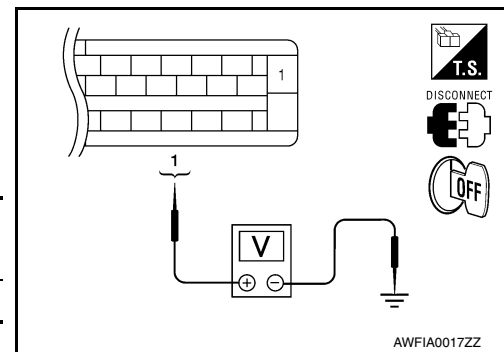 1
T.S.
DISCONNECT
OFF
1
V
+ −
AWFIA0017ZZ